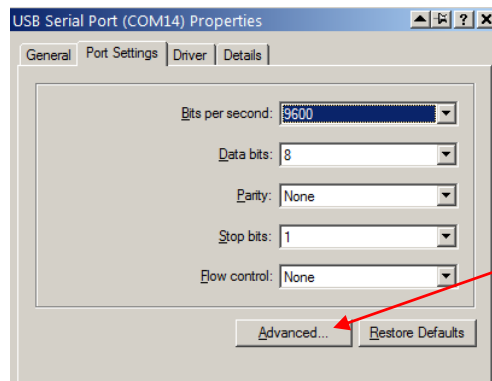 USB Serial Port (COM14) Properties
General Port Settings Driver Details
Bits per second: 9600
Data bits: 8
Parity: None
Stop bits: 1
Flow control: None
Advanced... Restore Defaults